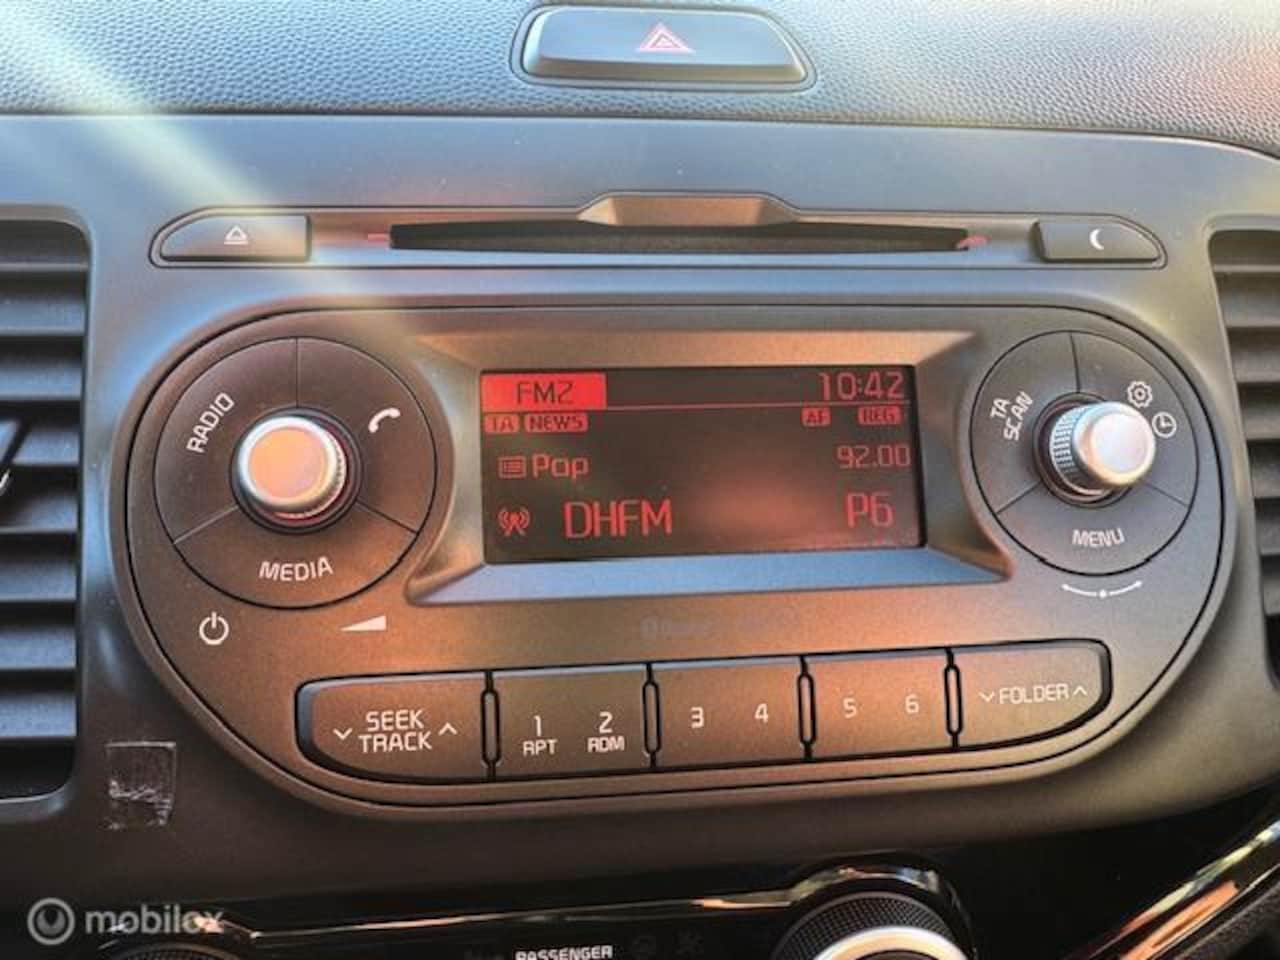 FM2 10:42
TA NEWS AF REG
Pop 92.00
DHFM P6
RADIO
MEDIA
TA
SCAN
MENU
SEEK
TRACK
1
RPT
2
RDM
3 4
5 6
FOLDER
PASSENGER
mobilox